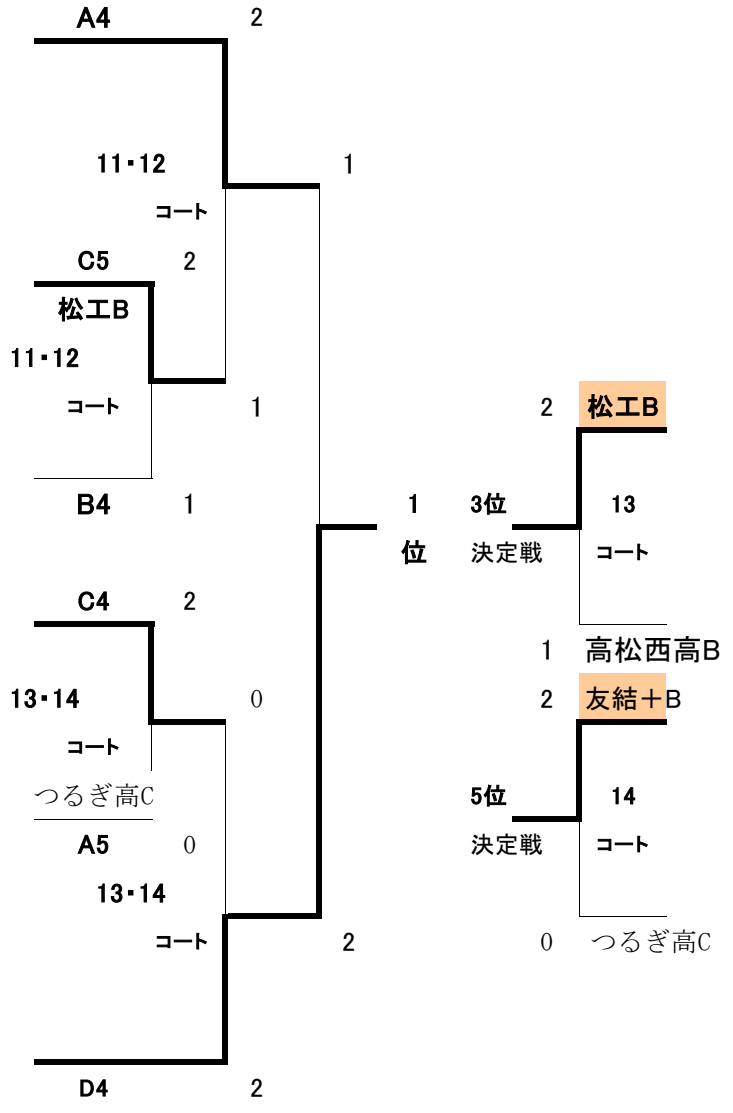 A4 2
11・12 1
コート
C5 2
松工B
11・12
2 松工B
コート 1
B4 1 1 3位 13
位 決定戦 コート
C4 2
1 高松西高B
13・14 0 2 友結＋B
コート
つるぎ高C 5位 14
A5 0 決定戦 コート
13・14
コート 2 0 つるぎ高C
D4 2